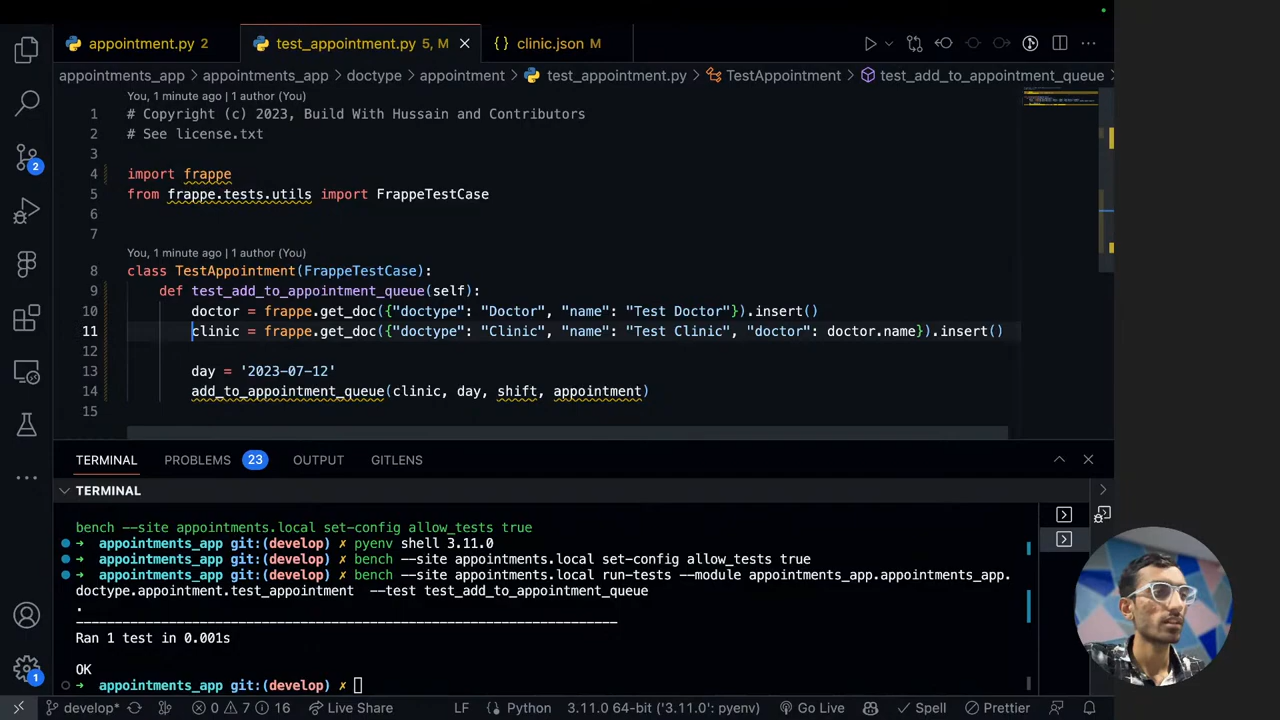 appointment.py 2
test_appointment.py 5, M
clinic.json M
appointments_app > appointments_app > doctype > appointment > test_appointment.py > TestAppointment > test_add_to_appointment_queue
You, 1 minute ago | 1 author (You)
1 # Copyright (c) 2023, Build With Hussain and Contributors
2 # See license.txt
3
4 import frappe
5 from frappe.tests.utils import FrappeTestCase
6
7
You, 1 minute ago | 1 author (You)
8 class TestAppointment(FrappeTestCase):
9 def test_add_to_appointment_queue(self):
10 doctor = frappe.get_doc({"doctype": "Doctor", "name": "Test Doctor"}).insert()
11 clinic = frappe.get_doc({"doctype": "Clinic", "name": "Test Clinic", "doctor": doctor.name}).insert()
12
13 day = '2023-07-12'
14 add_to_appointment_queue(clinic, day, shift, appointment)
15
2
TERMINAL PROBLEMS 23 OUTPUT GITLENS
TERMINAL
bench --site appointments.local set-config allow_tests true
➜ appointments_app git:(develop) ✗ pyenv shell 3.11.0
➜ appointments_app git:(develop) ✗ bench --site appointments.local set-config allow_tests true
➜ appointments_app git:(develop) ✗ bench --site appointments.local run-tests --module appointments_app.appointments_app.
doctype.appointment.test_appointment --test test_add_to_appointment_queue
.
----------------------------------------------------------------------
Ran 1 test in 0.001s
OK
➜ appointments_app git:(develop) ✗
1
develop* 0 7 16 Live Share LF Python 3.11.0 64-bit ('3.11.0': pyenv) Go Live Spell Prettier